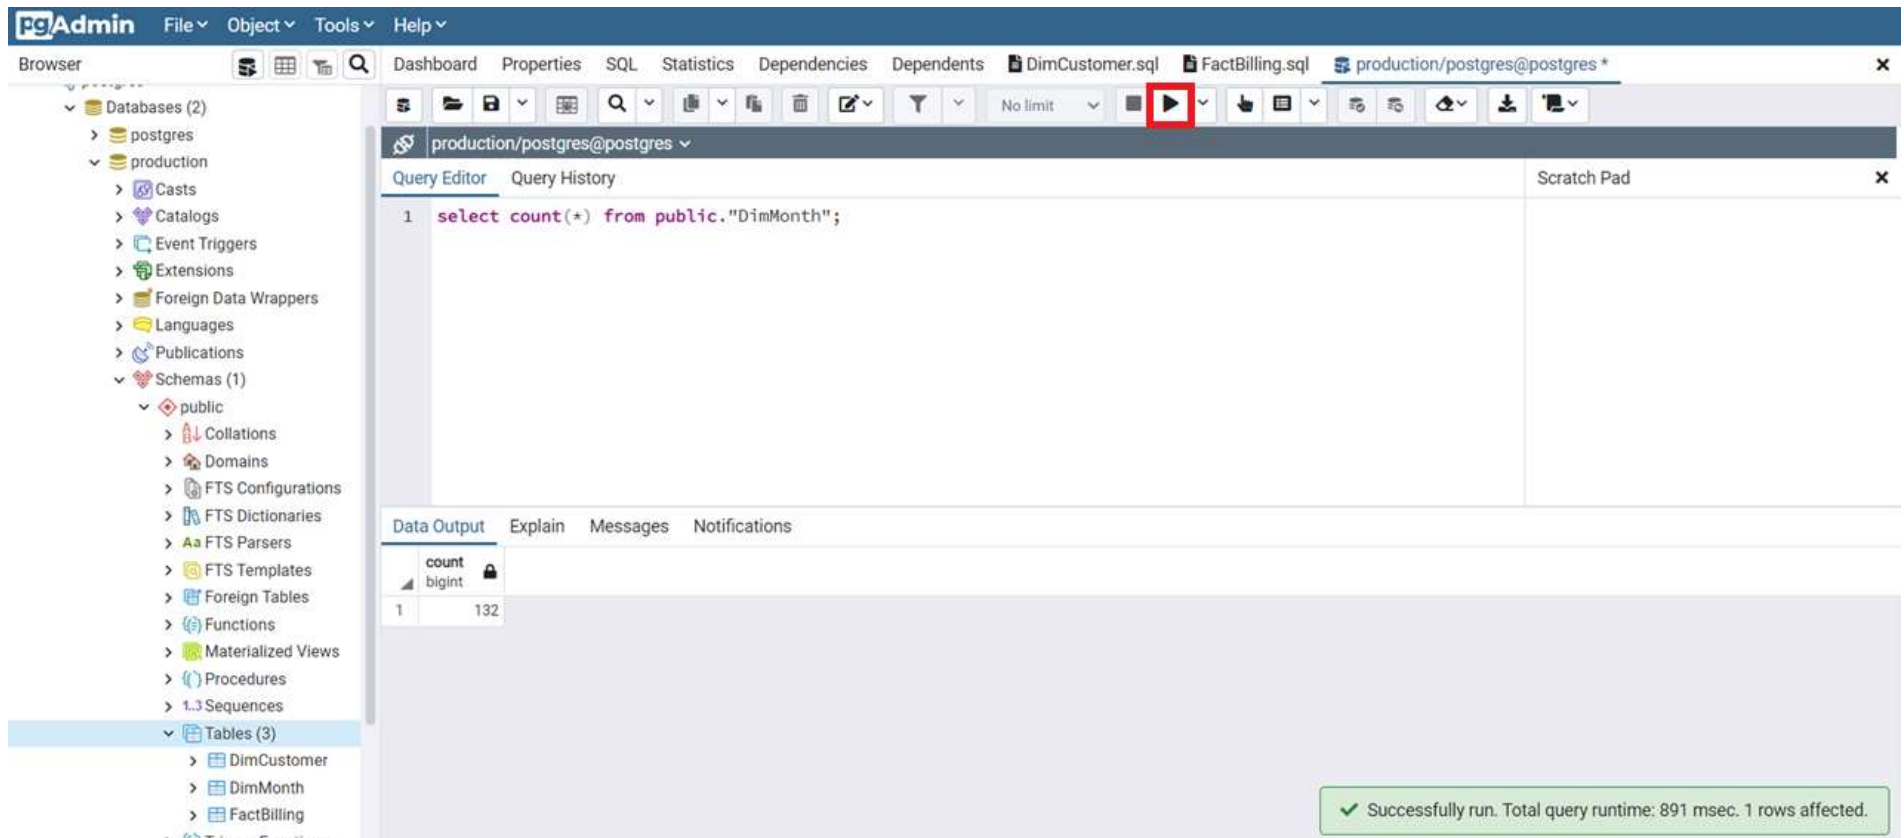 pgAdmin File Object Tools Help
Browser
Dashboard Properties SQL Statistics Dependencies Dependents DimCustomer.sql FactBilling.sql production/postgres@postgres *
Databases (2)
postgres
production
Casts
Catalogs
Event Triggers
Extensions
Foreign Data Wrappers
Languages
Publications
Schemas (1)
public
Collations
Domains
FTS Configurations
FTS Dictionaries
Aa FTS Parsers
FTS Templates
Foreign Tables
Functions
Materialized Views
Procedures
1..3 Sequences
Tables (3)
DimCustomer
DimMonth
FactBilling
No limit
production/postgres@postgres
Query Editor Query History
Scratch Pad
1 select count(*) from public."DimMonth";
Data Output Explain Messages Notifications
count
bigint
1 132
Successfully run. Total query runtime: 891 msec. 1 rows affected.